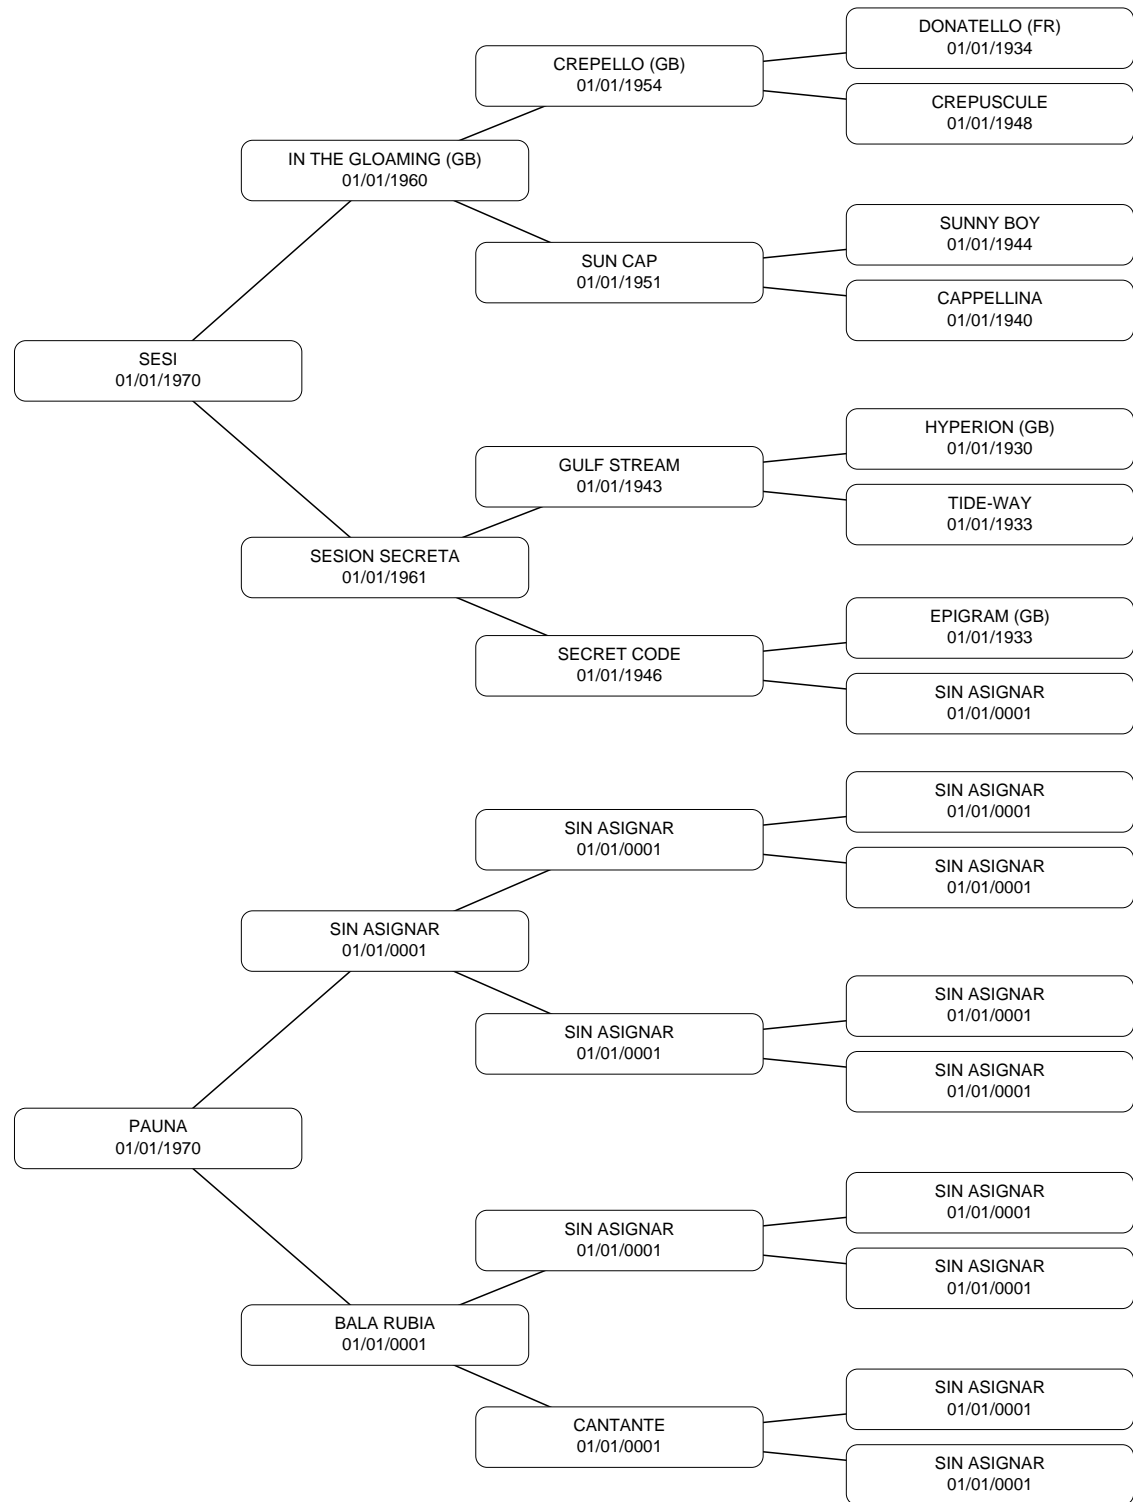 DONATELLO (FR)
01/01/1934
CREPELLO (GB)
01/01/1954
CREPUSCULE
01/01/1948
IN THE GLOAMING (GB)
01/01/1960
SUNNY BOY
01/01/1944
SUN CAP
01/01/1951
CAPPELLINA
01/01/1940
SESI
01/01/1970
HYPERION (GB)
01/01/1930
GULF STREAM
01/01/1943
TIDE-WAY
01/01/1933
SESION SECRETA
01/01/1961
EPIGRAM (GB)
01/01/1933
SECRET CODE
01/01/1946
SIN ASIGNAR
01/01/0001
SIN ASIGNAR
01/01/0001
SIN ASIGNAR
01/01/0001
SIN ASIGNAR
01/01/0001
SIN ASIGNAR
01/01/0001
SIN ASIGNAR
01/01/0001
SIN ASIGNAR
01/01/0001
SIN ASIGNAR
01/01/0001
PAUNA
01/01/1970
SIN ASIGNAR
01/01/0001
SIN ASIGNAR
01/01/0001
SIN ASIGNAR
01/01/0001
BALA RUBIA
01/01/0001
SIN ASIGNAR
01/01/0001
CANTANTE
01/01/0001
SIN ASIGNAR
01/01/0001